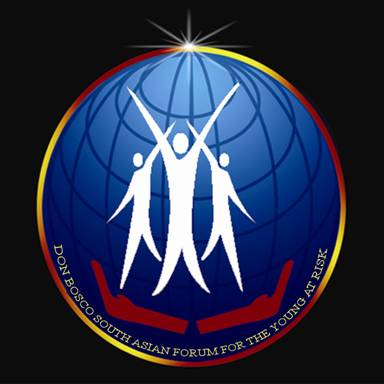 DON BOSCO SOUTH ASIAN FORUM FOR THE YOUNG AT RISK